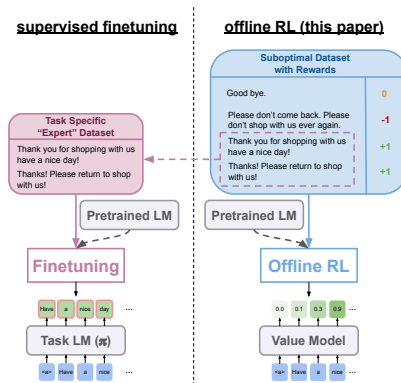 supervised finetuning
offline RL (this paper)
Suboptimal Dataset
with Rewards
Good bye.
0
Please don't come back. Please
don't shop with us ever again.
-1
Thank you for shopping with us
have a nice day!
+1
Thanks! Please return to shop
with us!
+1
Task Specific
"Expert" Dataset
Thank you for shopping with us
have a nice day!
Thanks! Please return to shop
with us!
Pretrained LM
Pretrained LM
Finetuning
Offline RL
Have a nice day ...
0.0 0.1 0.3 0.9 ...
Task LM (π)
Value Model
<a> Have a nice ...
<a> Have a nice ...